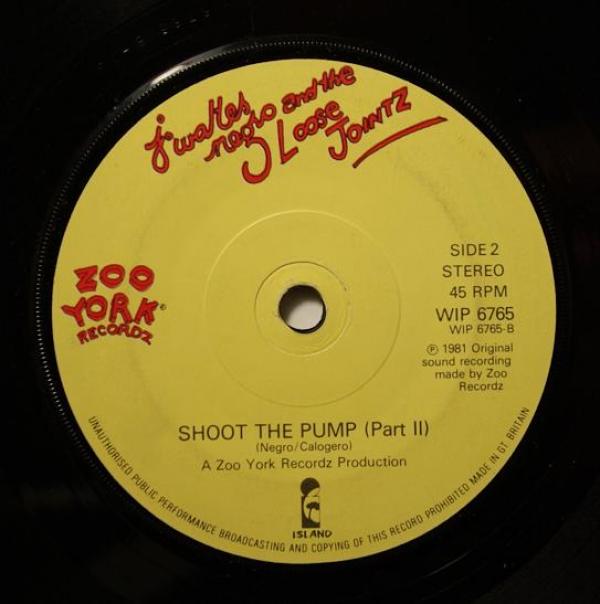 j. walter
negro and the
Loose
JOINTZ
ZOO
YORK®
RECORDZ
SIDE 2
STEREO
45 RPM
WIP 6765
WIP 6765-B
℗ 1981 Original
sound recording
made by Zoo
Recordz
SHOOT THE PUMP (Part II)
(Negro/Calogero)
A Zoo York Recordz Production
ISLAND
UNAUTHORISED PUBLIC PERFORMANCE BROADCASTING AND COPYING OF THIS RECORD PROHIBITED MADE IN GT BRITAIN